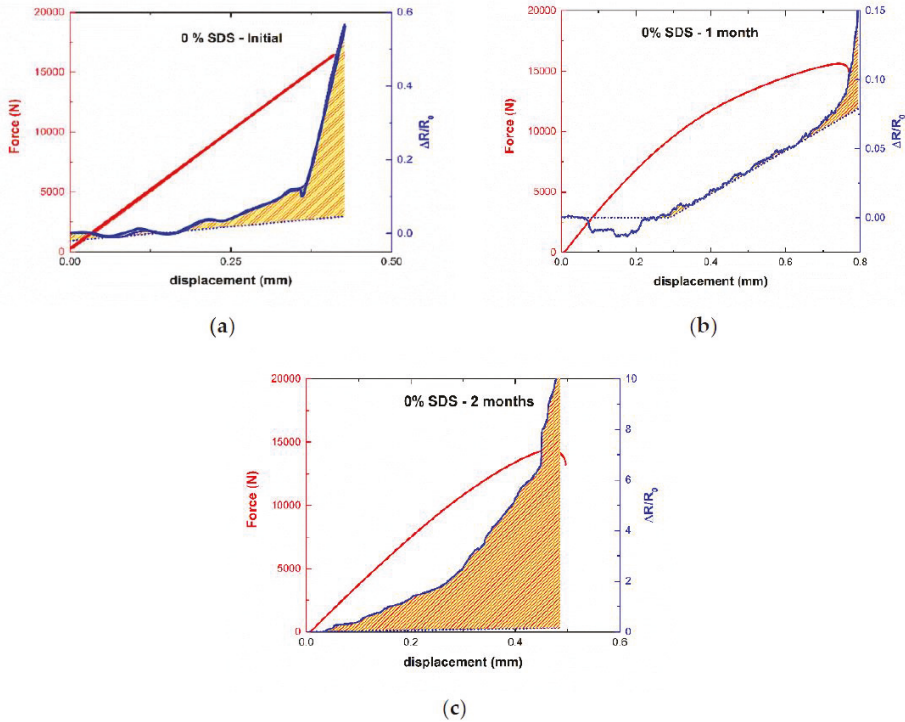 0 % SDS - Initial
Force (N)
20000
15000
10000
5000
0
0.00
0.25
0.50
displacement (mm)
0.6
0.4
0.2
0.0
ΔR/R0
(a)
0% SDS - 1 month
Force (N)
20000
15000
10000
5000
0
0.0
0.2
0.4
0.6
0.8
displacement (mm)
0.15
0.10
0.05
0.00
ΔR/R0
(b)
0% SDS - 2 months
Force (N)
20000
15000
10000
5000
0
0.0
0.2
0.4
0.6
displacement (mm)
10
8
6
4
2
0
ΔR/R0
(c)